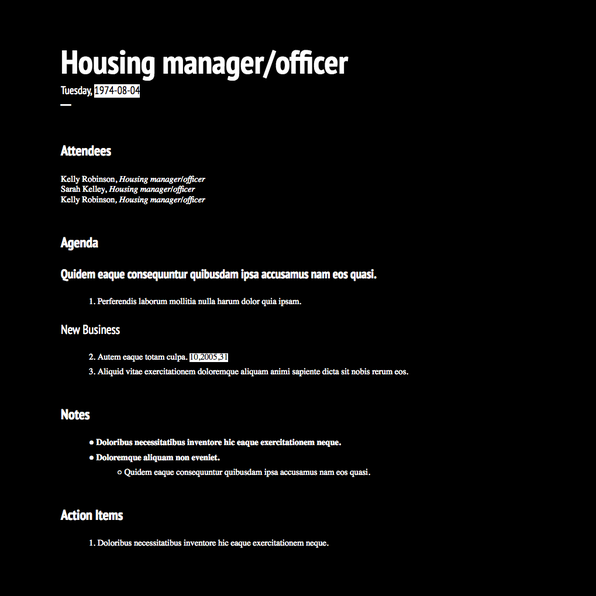 Housing manager/officer
Tuesday, 1974-08-04
Attendees
Kelly Robinson, Housing manager/officer
Sarah Kelley, Housing manager/officer
Kelly Robinson, Housing manager/officer
Agenda
Quidem eaque consequuntur quibusdam ipsa accusamus nam eos quasi.
1. Perferendis laborum mollitia nulla harum dolor quia ipsam.
New Business
2. Autem eaque totam culpa. 10,2005,31
3. Aliquid vitae exercitationem doloremque aliquam animi sapiente dicta sit nobis rerum eos.
Notes
● Doloribus necessitatibus inventore hic eaque exercitationem neque.
● Doloremque aliquam non eveniet.
○ Quidem eaque consequuntur quibusdam ipsa accusamus nam eos quasi.
Action Items
1. Doloribus necessitatibus inventore hic eaque exercitationem neque.